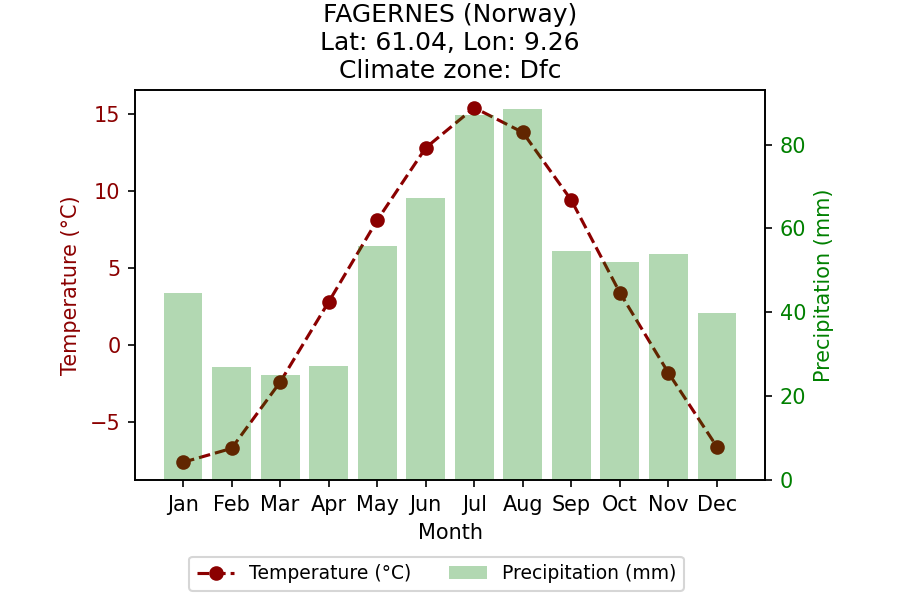 FAGERNES (Norway)
Lat: 61.04, Lon: 9.26
Climate zone: Dfc
Temperature (°C)
15
10
5
0
−5
Precipitation (mm)
80
60
40
20
0
Jan Feb Mar Apr May Jun Jul Aug Sep Oct Nov Dec
Month
Temperature (°C) Precipitation (mm)